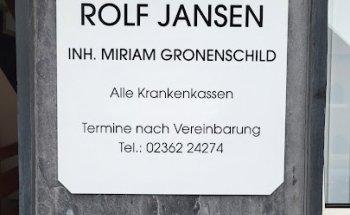 ROLF JANSEN
INH. MIRIAM GRONENSCHILD
Alle Krankenkassen
Termine nach Vereinbarung
Tel.: 02362 24274